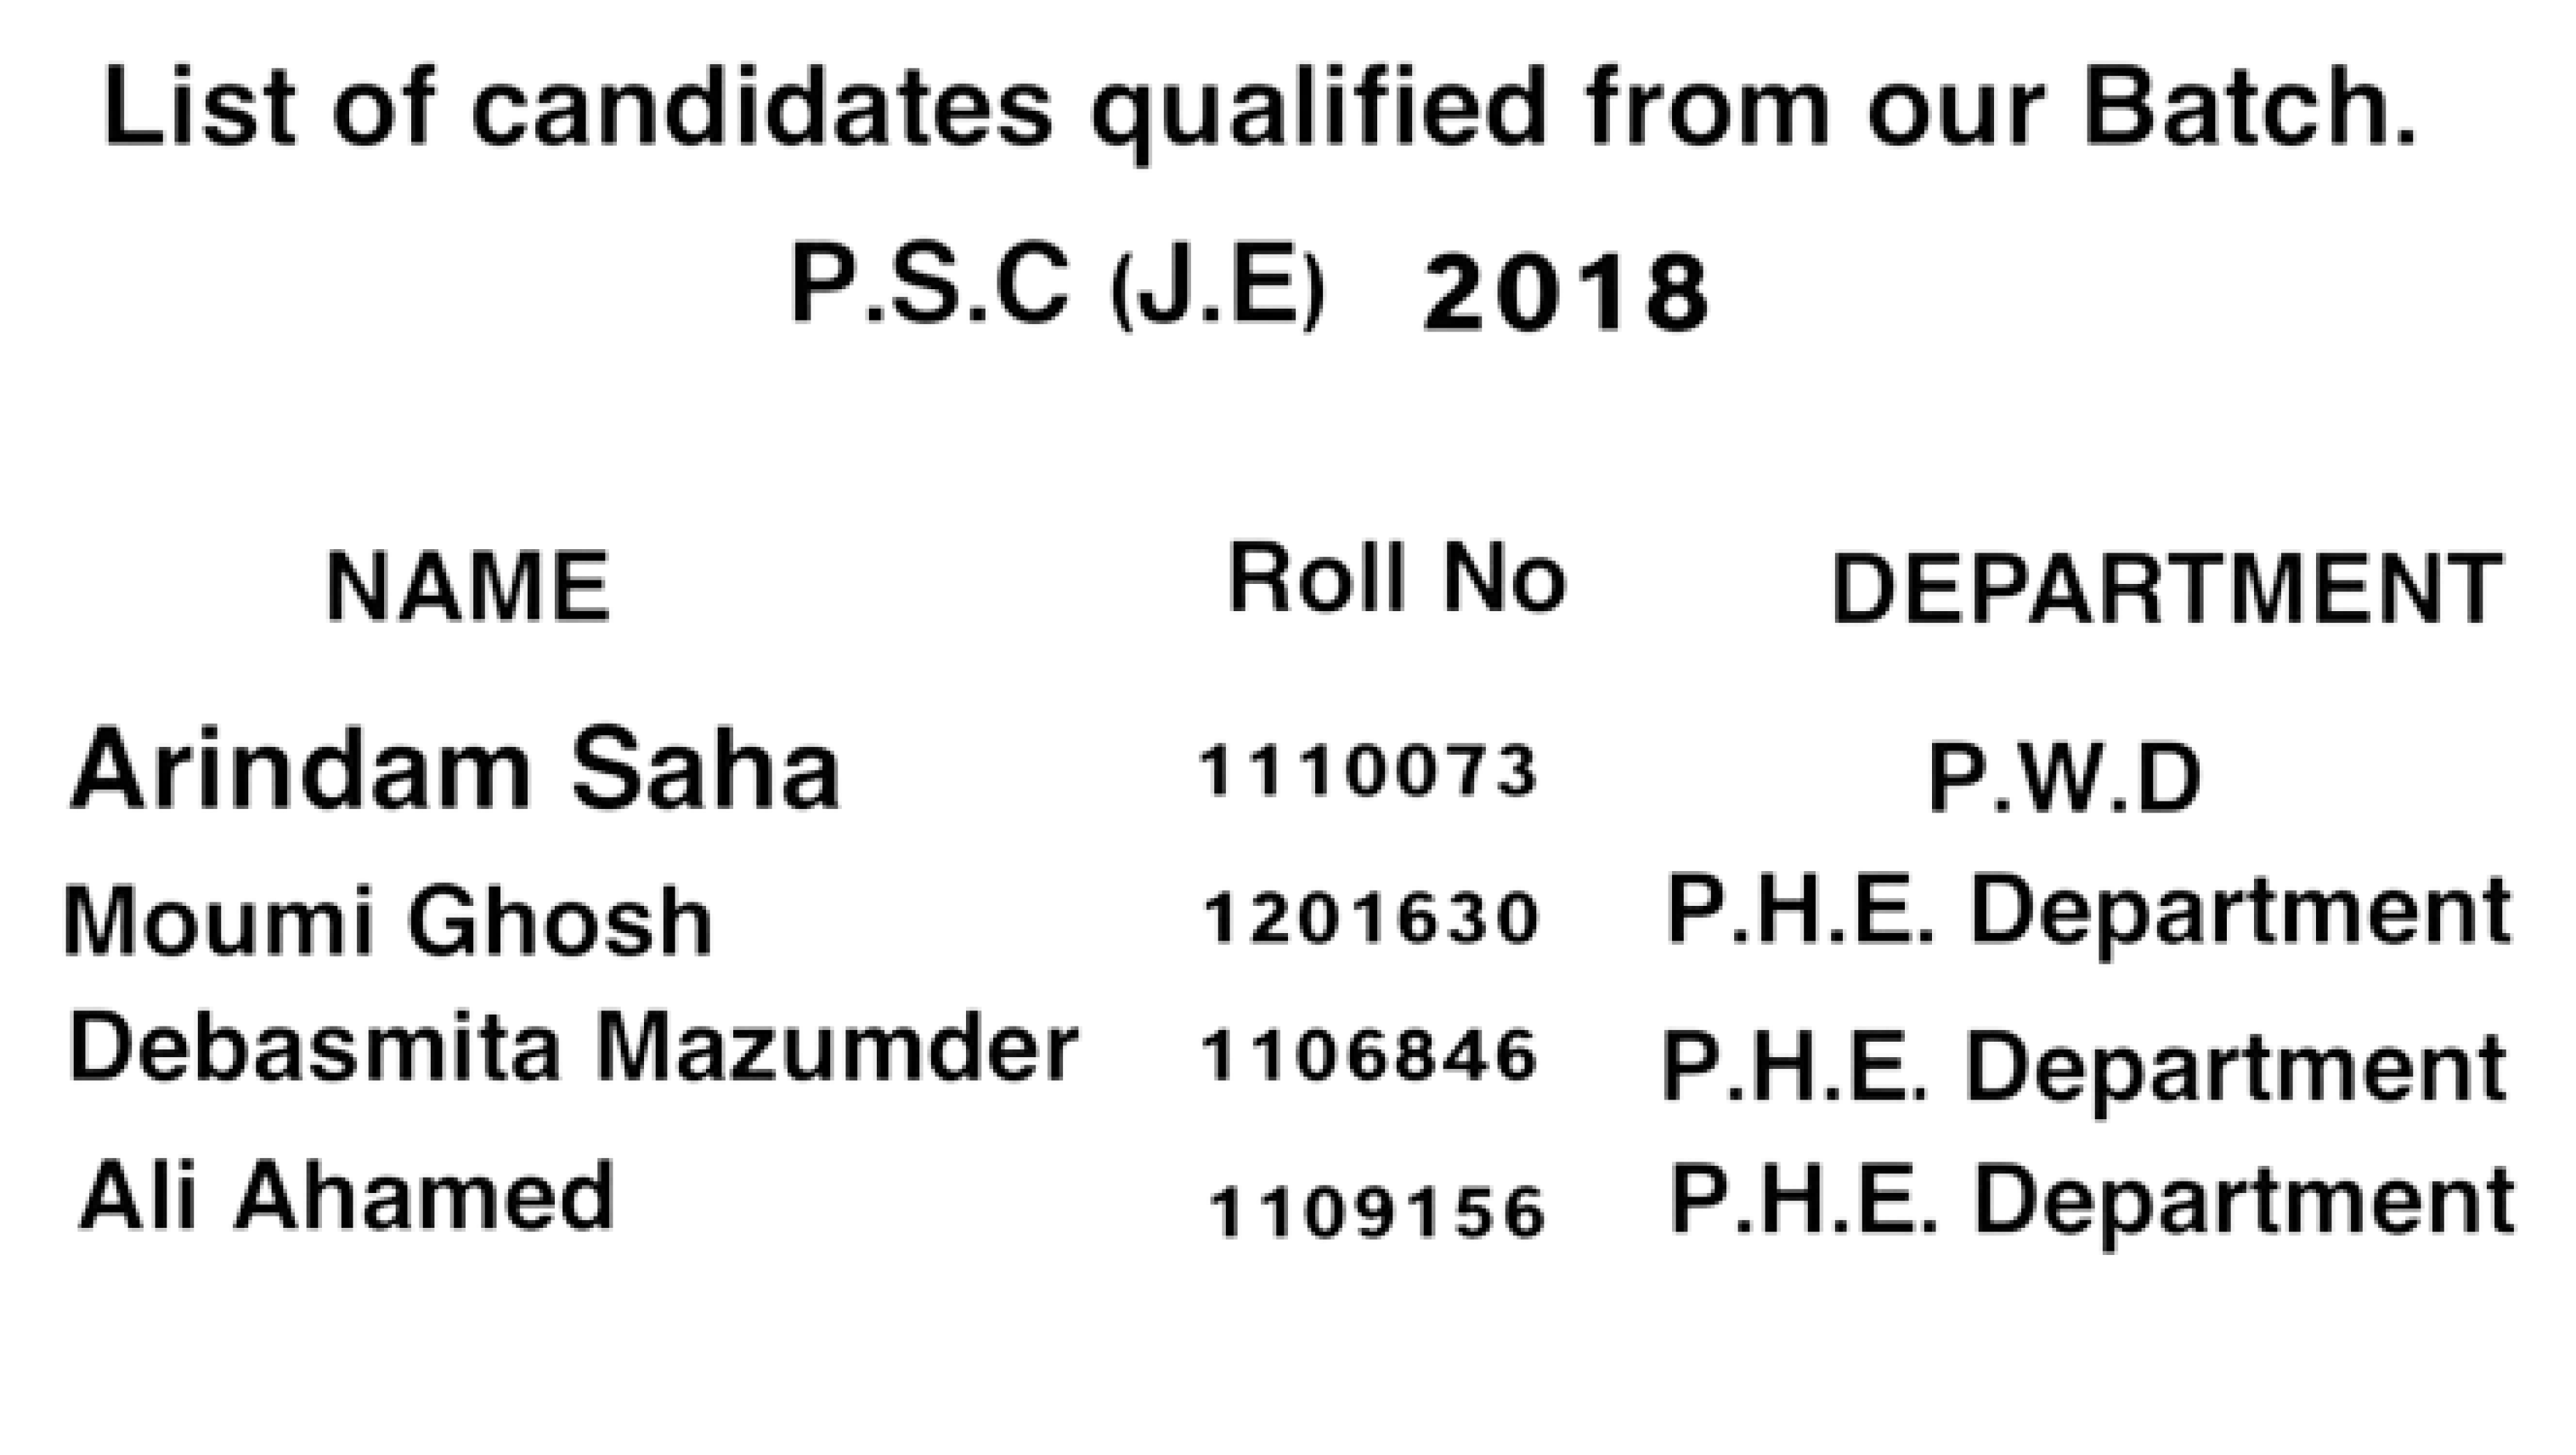 List of candidates qualified from our Batch.
P.S.C (J.E) 2018
NAME Roll No DEPARTMENT
Arindam Saha 1110073 P.W.D
Moumi Ghosh 1201630 P.H.E. Department
Debasmita Mazumder 1106846 P.H.E. Department
Ali Ahamed 1109156 P.H.E. Department